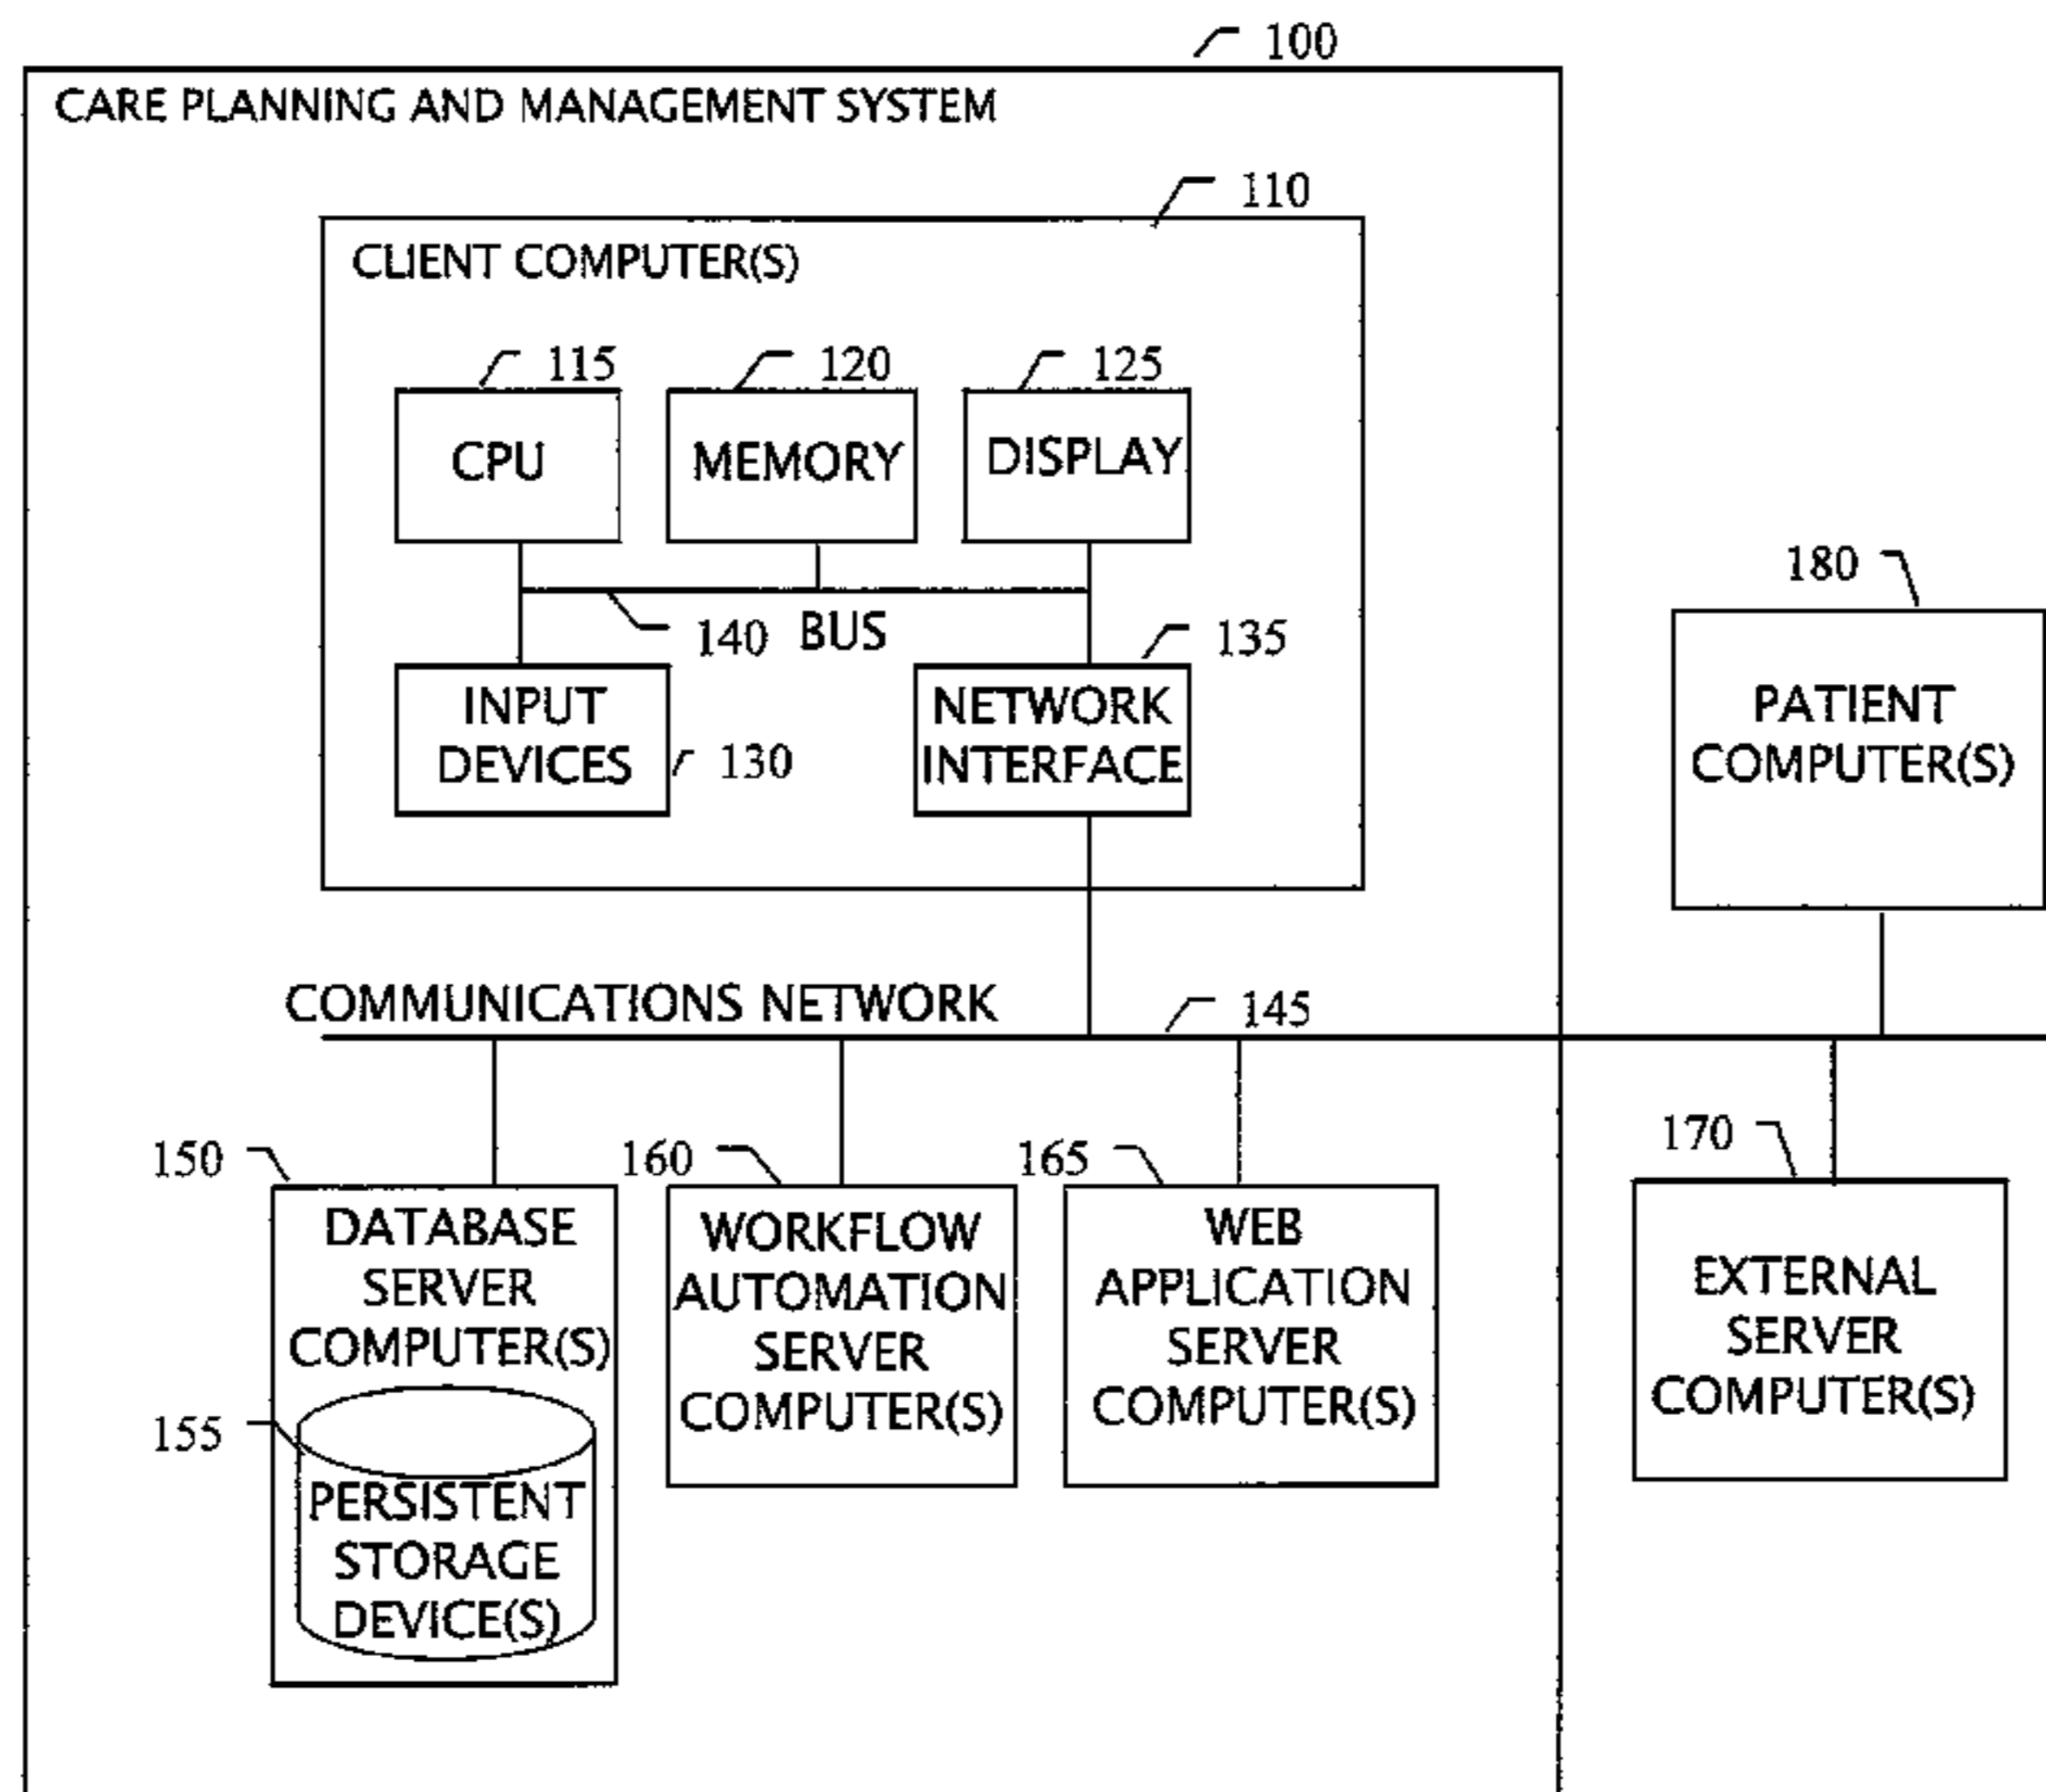 100
CARE PLANNING AND MANAGEMENT SYSTEM
110
CLIENT COMPUTER(S)
115
120
125
CPU
MEMORY
DISPLAY
140
BUS
135
INPUT
DEVICES
130
NETWORK
INTERFACE
180
PATIENT
COMPUTER(S)
COMMUNICATIONS NETWORK
145
150
160
165
170
DATABASE
SERVER
COMPUTER(S)
155
PERSISTENT
STORAGE
DEVICE(S)
WORKFLOW
AUTOMATION
SERVER
COMPUTER(S)
WEB
APPLICATION
SERVER
COMPUTER(S)
EXTERNAL
SERVER
COMPUTER(S)